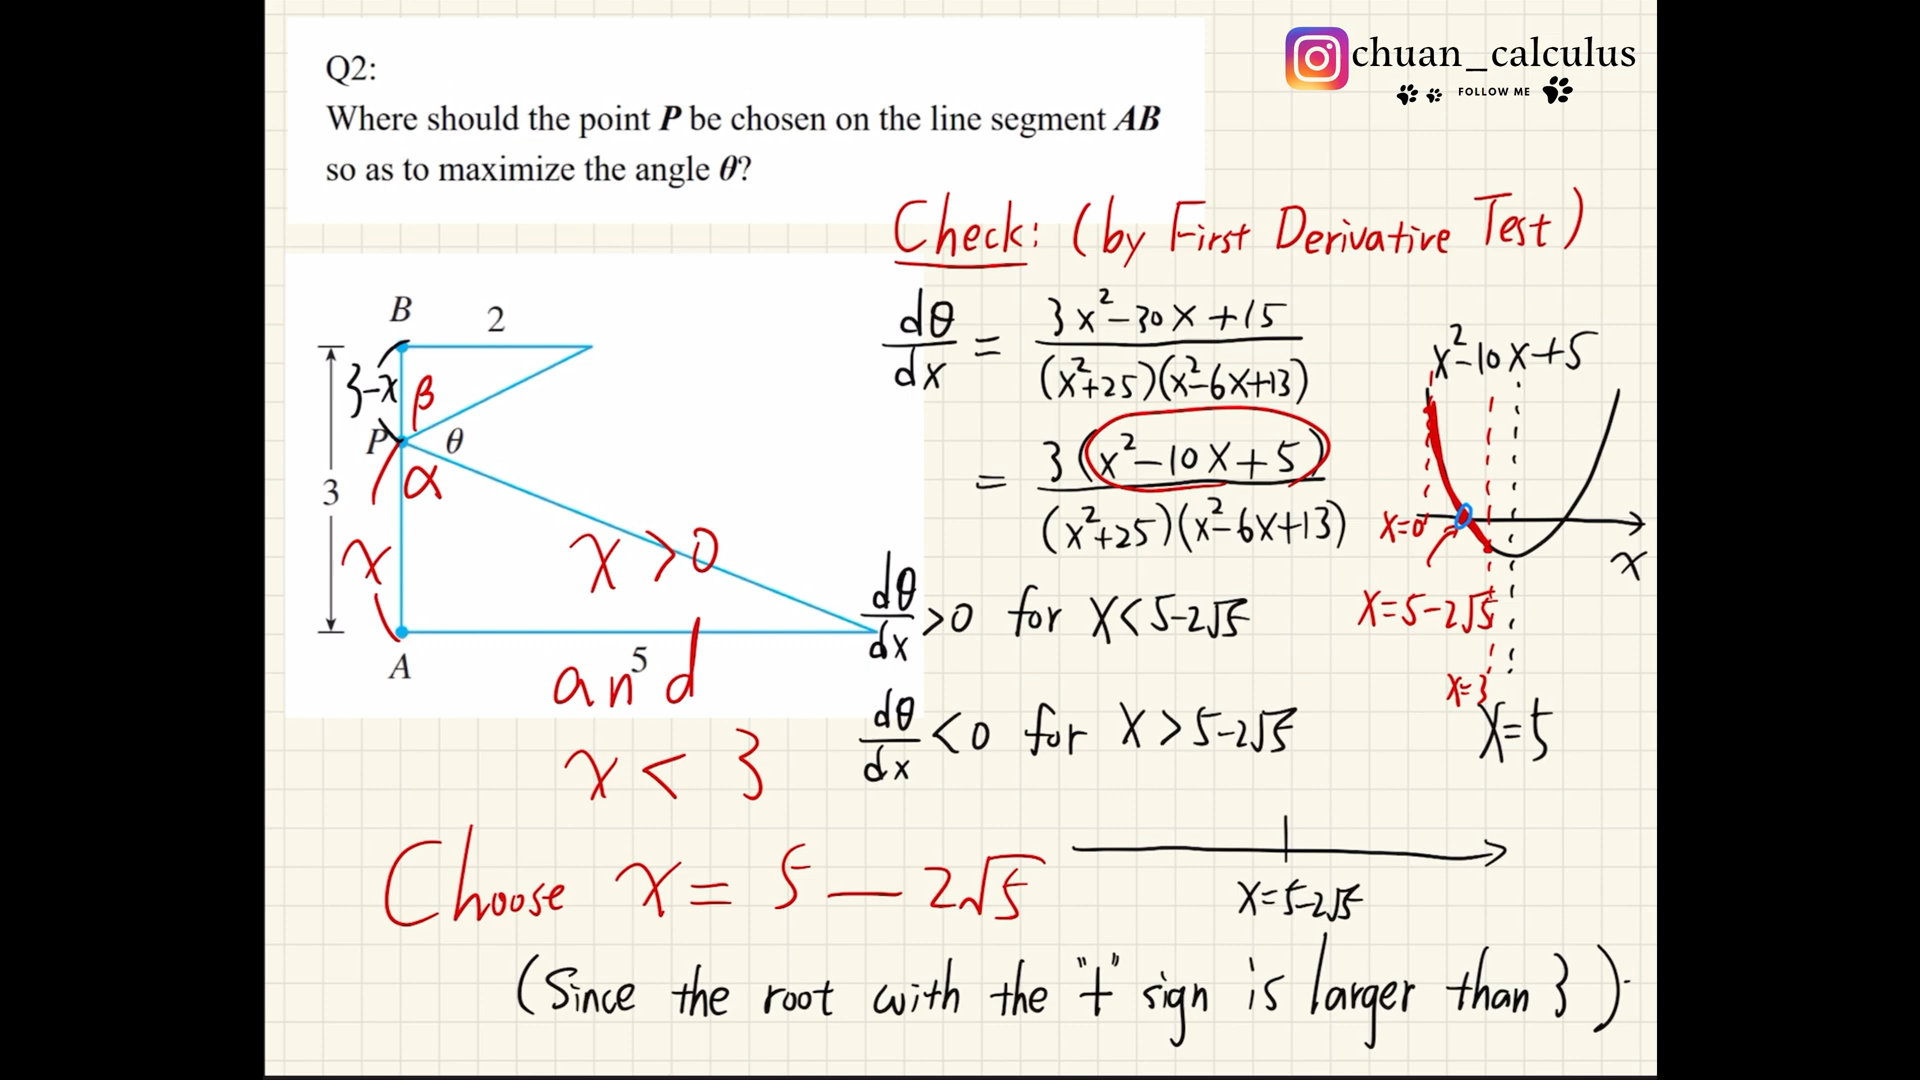 Q2:
Where should the point P be chosen on the line segment AB
so as to maximize the angle θ?
chuan_calculus
FOLLOW ME
B
2
3-x
β
P
θ
α
3
x
A
5
x > 0
and
x < 3
Check: (by First Derivative Test)
dθ/dx = (3x²-30x+15)/((x²+25)(x²-6x+13))
= 3(x²-10x+5)/((x²+25)(x²-6x+13))
dθ/dx >0 for x<5-2√5
dθ/dx <0 for x>5-2√5
x²-10x+5
x=0
x
x=5-2√5
x=3
x=5
x=5-2√5
Choose x = 5 - 2√5
(Since the root with the "+" sign is larger than 3).